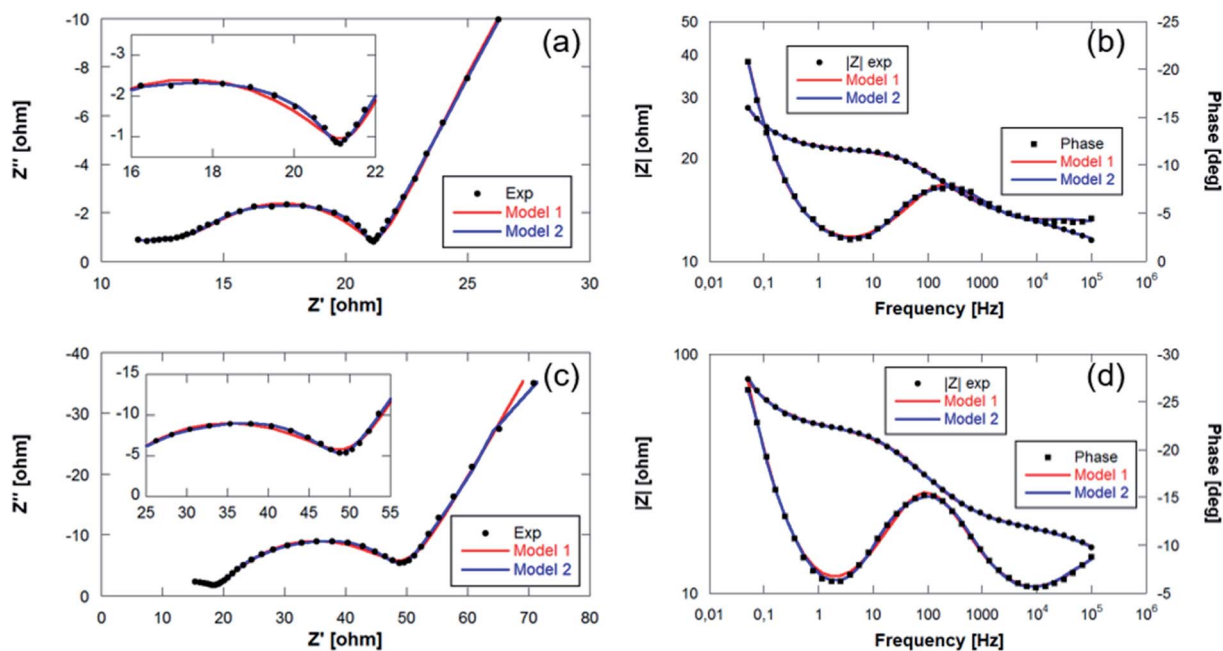 (a)
Z'' [ohm]
-10
-8
-6
-4
-2
0
-3
-2
-1
16 18 20 22
Exp
Model 1
Model 2
10 15 20 25 30
Z' [ohm]
(b)
|Z| [ohm]
50
40
30
20
10
|Z| exp
Model 1
Model 2
Phase
Model 1
Model 2
-25
-20
-15
-10
-5
0
Phase [deg]
0,01 0,1 1 10 100 1000 10⁴ 10⁵ 10⁶
Frequency [Hz]
(c)
Z'' [ohm]
-40
-30
-20
-10
0
-15
-10
-5
0
25 30 35 40 45 50 55
Exp
Model 1
Model 2
0 10 20 30 40 50 60 70 80
Z' [ohm]
(d)
|Z| [ohm]
100
10
|Z| exp
Model 1
Model 2
Phase
Model 1
Model 2
-30
-25
-20
-15
-10
-5
Phase [deg]
0,01 0,1 1 10 100 1000 10⁴ 10⁵ 10⁶
Frequency [Hz]